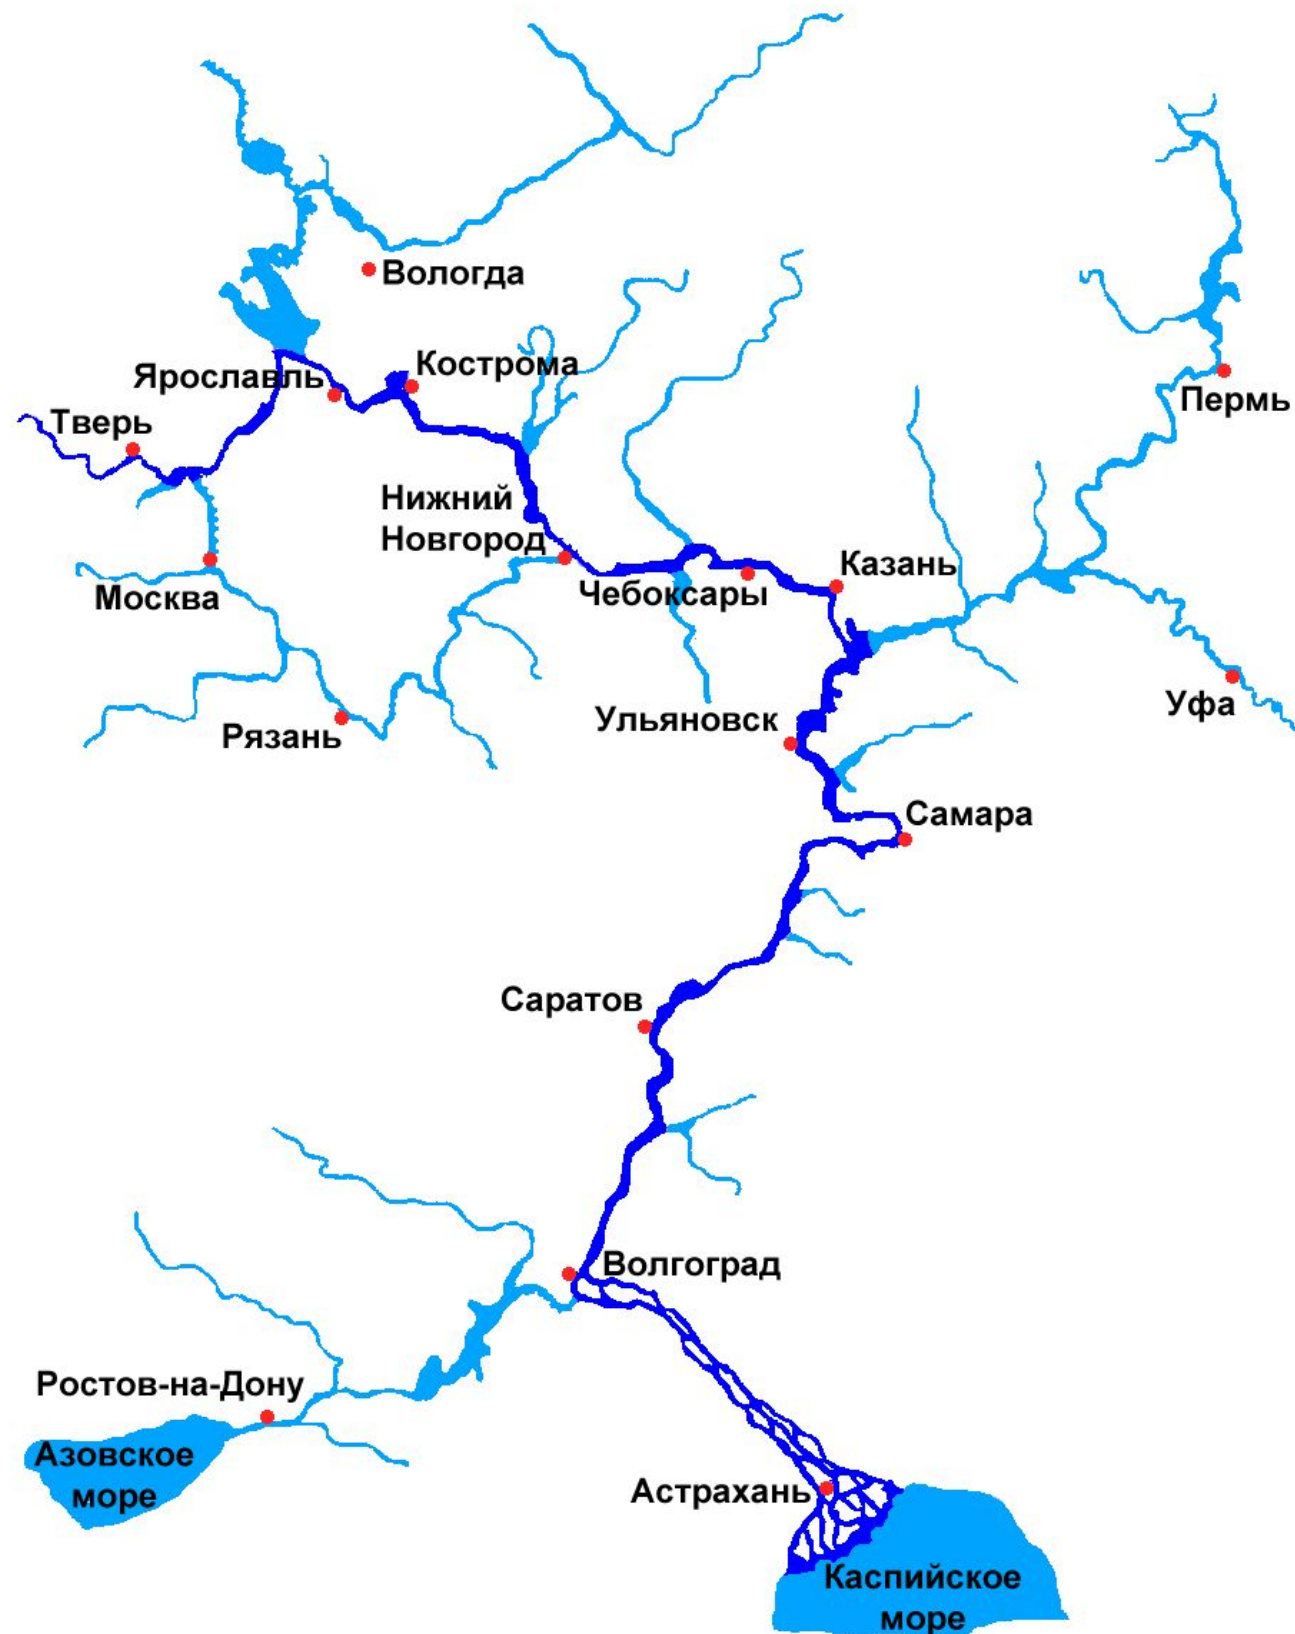 Вологда
Кострома
Ярославль
Пермь
Тверь
Нижний
Новгород
Казань
Москва
Чебоксары
Уфа
Ульяновск
Рязань
Самара
Саратов
Волгоград
Ростов-на-Дону
Азовское
море
Астрахань
Каспийское
море